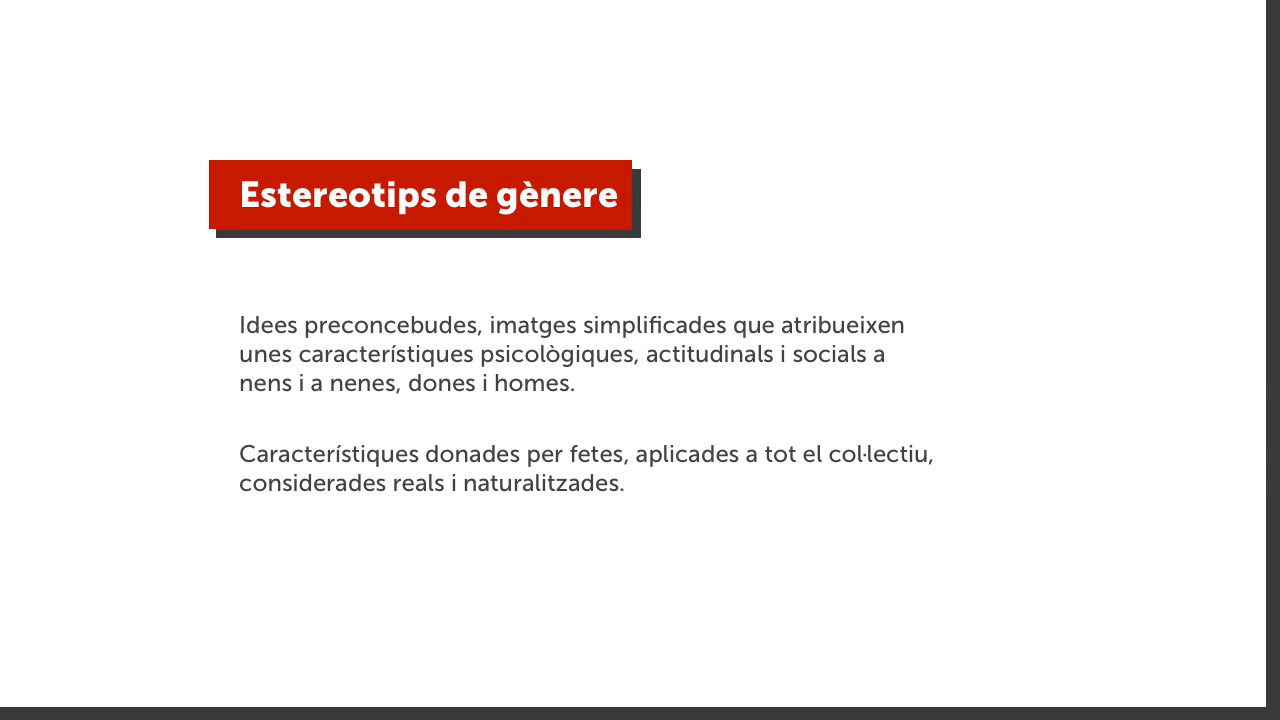 Estereotips de gènere
Idees preconcebudes, imatges simplificades que atribueixen
unes característiques psicològiques, actitudinals i socials a
nens i a nenes, dones i homes.
Característiques donades per fetes, aplicades a tot el col·lectiu,
considerades reals i naturalitzades.